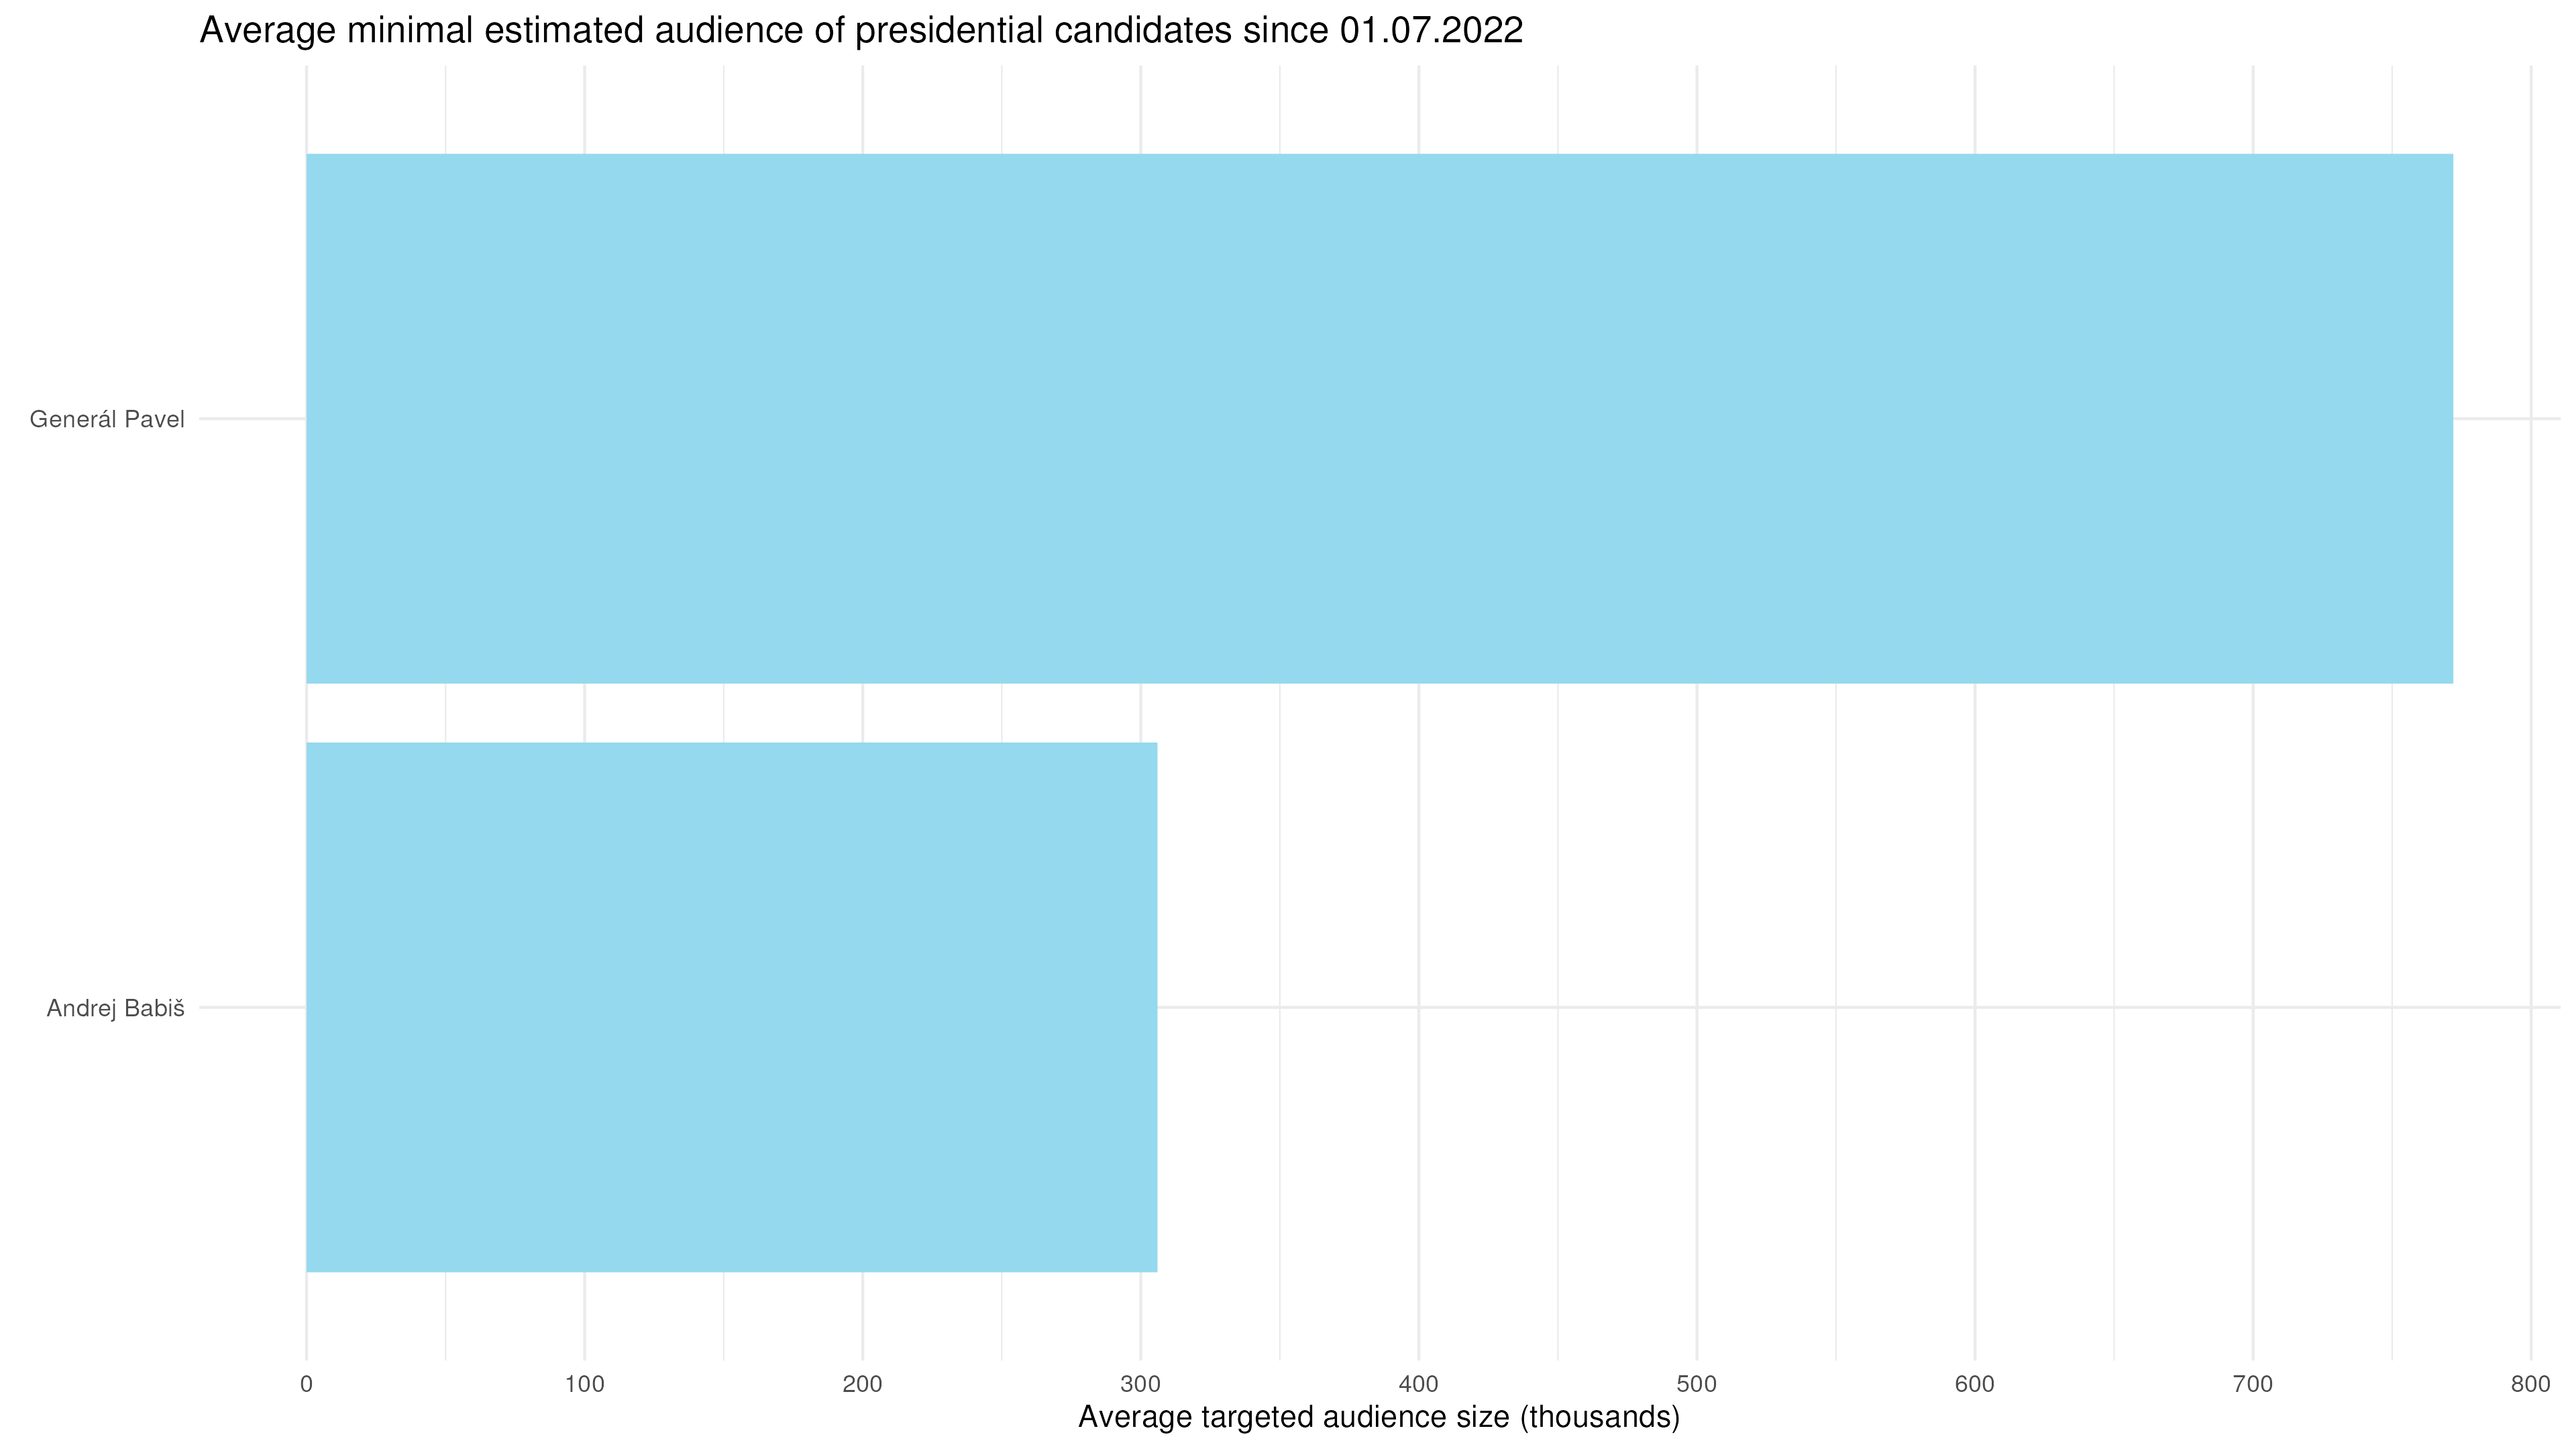 Average minimal estimated audience of presidential candidates since 01.07.2022
Generál Pavel
Andrej Babiš
0 100 200 300 400 500 600 700 800
Average targeted audience size (thousands)